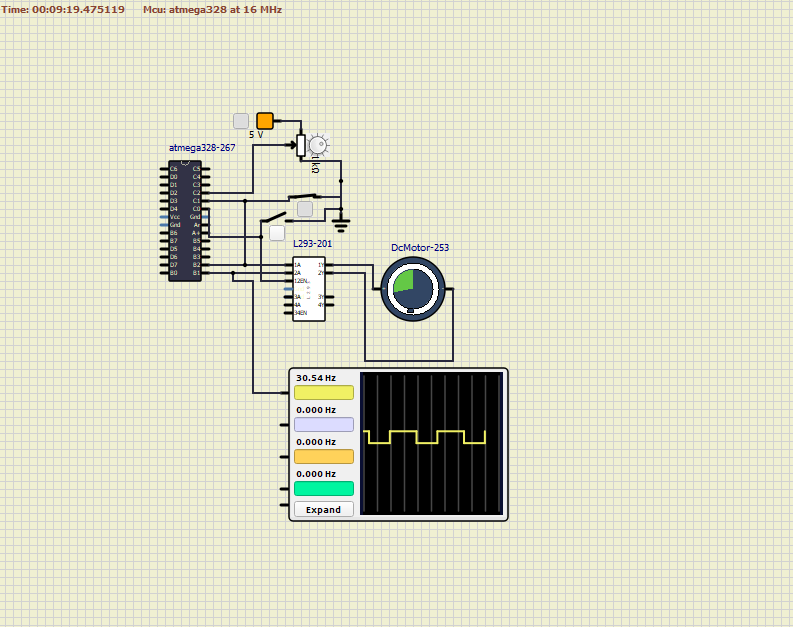 Time: 00:09:19.475119 Mcu: atmega328 at 16 MHz
5 V
1 kΩ
atmega328-267
C6 C5
D0 C4
D1 C3
D2 C2
D3 C1
D4 C0
Vcc Gnd
Gnd Ar
B6 A+
B7 B5
D5 B4
D6 B3
D7 B2
B0 B1
L293-201
1A 1Y
2A 2Y
12EN
3A 3Y
4A 4Y
34EN
DcMotor-253
30.54 Hz
0.000 Hz
0.000 Hz
0.000 Hz
Expand